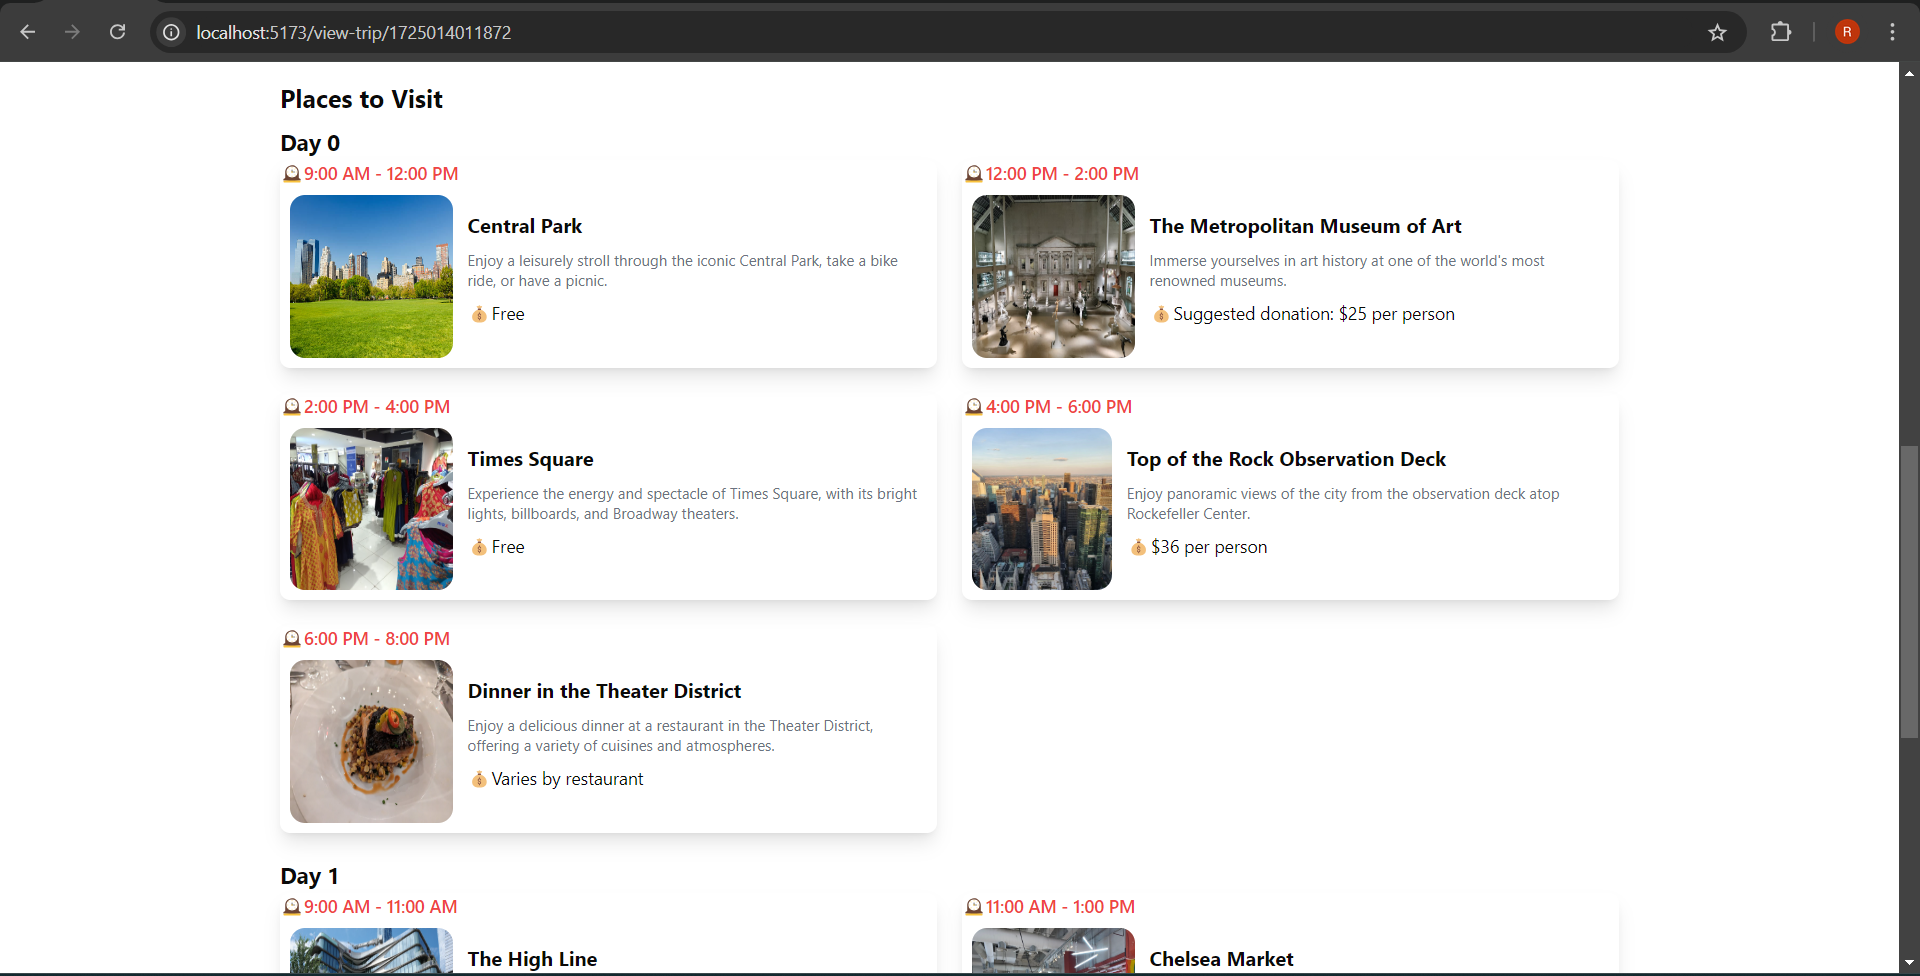 localhost:5173/view-trip/1725014011872
R
Places to Visit
Day 0
9:00 AM - 12:00 PM
Central Park
Enjoy a leisurely stroll through the iconic Central Park, take a bike
ride, or have a picnic.
Free
12:00 PM - 2:00 PM
The Metropolitan Museum of Art
Immerse yourselves in art history at one of the world's most
renowned museums.
Suggested donation: $25 per person
2:00 PM - 4:00 PM
Times Square
Experience the energy and spectacle of Times Square, with its bright
lights, billboards, and Broadway theaters.
Free
4:00 PM - 6:00 PM
Top of the Rock Observation Deck
Enjoy panoramic views of the city from the observation deck atop
Rockefeller Center.
$36 per person
6:00 PM - 8:00 PM
Dinner in the Theater District
Enjoy a delicious dinner at a restaurant in the Theater District,
offering a variety of cuisines and atmospheres.
Varies by restaurant
Day 1
9:00 AM - 11:00 AM
The High Line
11:00 AM - 1:00 PM
Chelsea Market